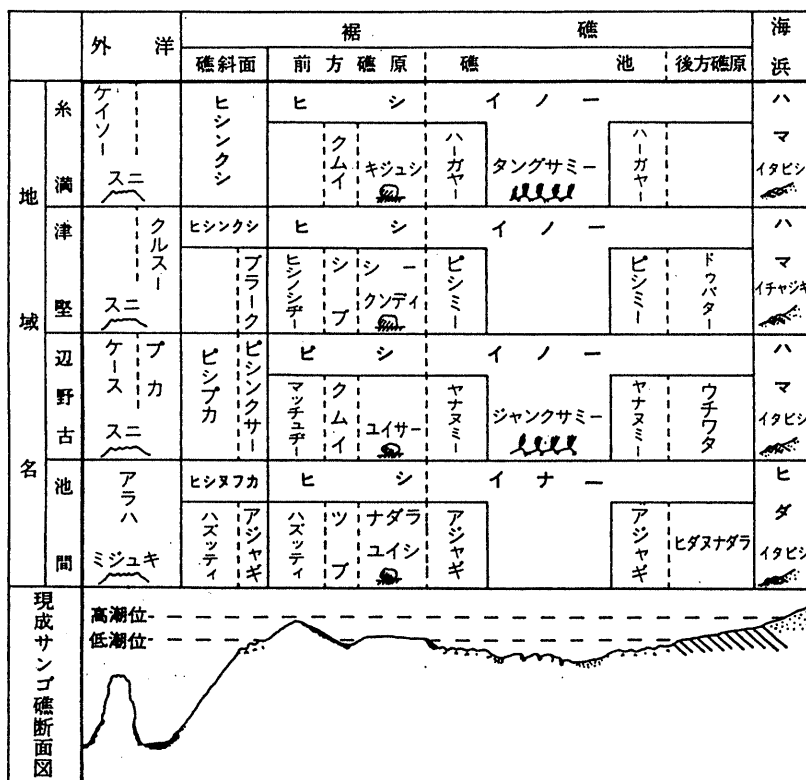 外洋
裾礁
海浜
礁斜面
前方礁原
礁池
後方礁原
地域名
糸満
ケイソー
スニ
ヒシンクシ
ヒシ
クムイ
キジュシ
イノー
ハーガヤー
タングサミー
ハーガヤー
ハマ
イタビシ
津堅
クルスー
スニ
ヒシンクシ
ブラーク
ヒシ
ヒシノシヂー
シブ
シークンディ
イノー
ピシミー
ピシミー
ドゥバター
ハマ
イチャジキ
辺野古
ケース
プカ
スニ
ピシプカ
ピシンクサー
ピシ
マッチュヂー
クムイ
ユイサー
イノー
ヤナヌミー
ジャンクサミー
ヤナヌミー
ウチワタ
ハマ
イタビシ
池間
アラハ
ミジュキ
ヒシヌフカ
ハズッティ
アジャギ
ヒシ
ハズッティ
ツブ
ナダラ
ユイシ
イナー
アジャギ
アジャギ
ヒダヌナダラ
ヒダ
イタビシ
現成サンゴ礁断面図
高潮位
低潮位